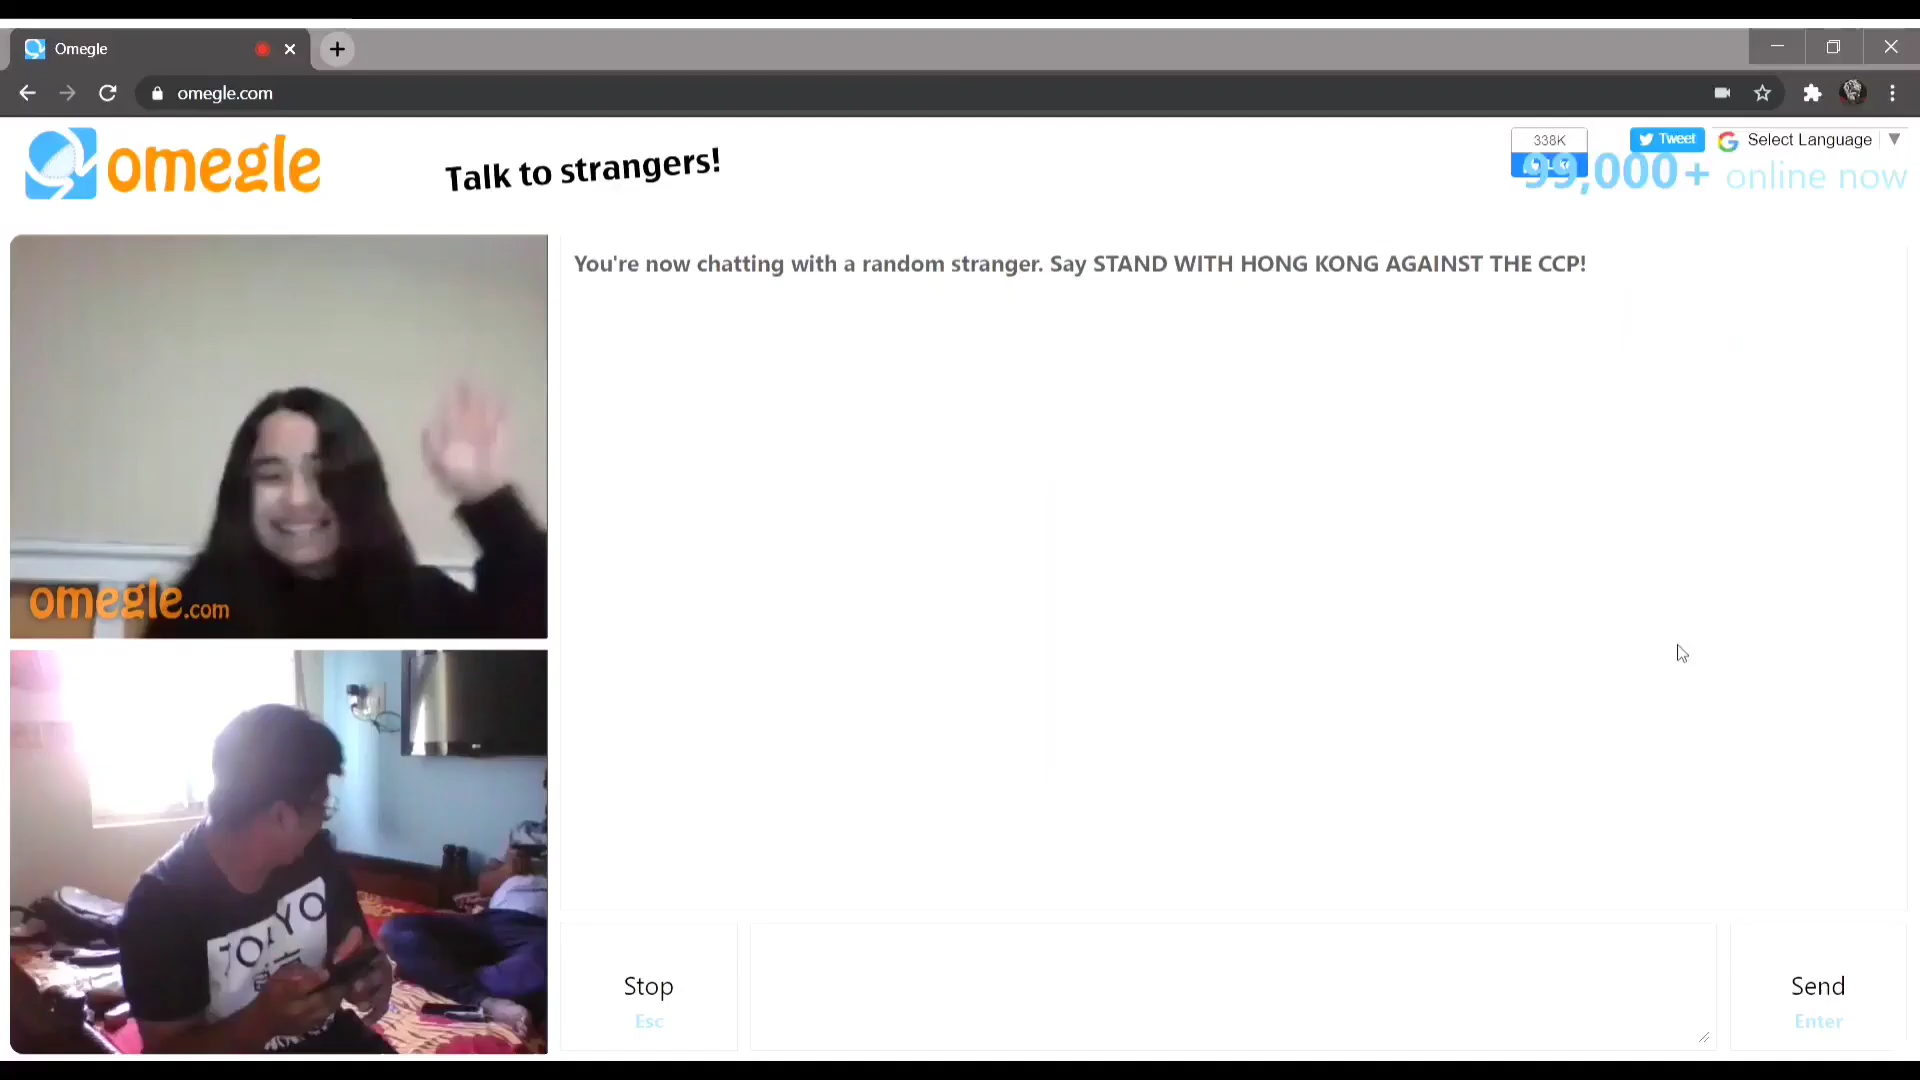 Omegle
omegle.com
omegle
Talk to strangers!
338K
Tweet
Select Language
99,000+ online now
You're now chatting with a random stranger. Say STAND WITH HONG KONG AGAINST THE CCP!
omegle.com
Stop
Esc
Send
Enter